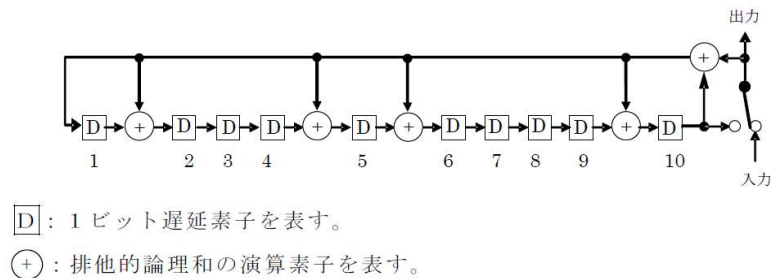 出力
+
D + D D D + D + D D D D + D
1 2 3 4 5 6 7 8 9 10
入力
D：１ビット遅延素子を表す。
+：排他的論理和の演算素子を表す。